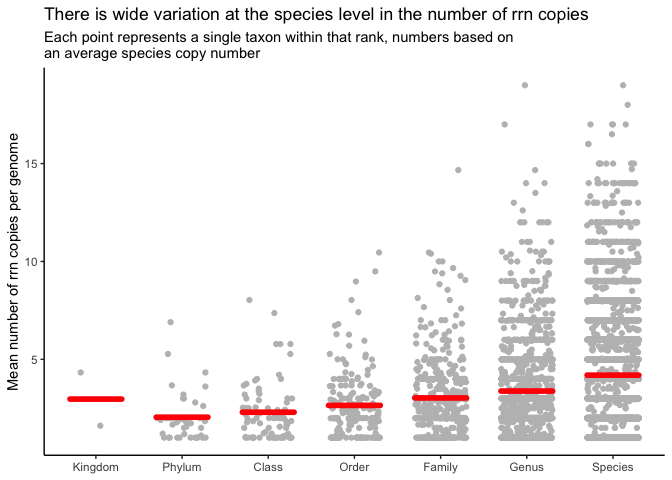 There is wide variation at the species level in the number of rrn copies
Each point represents a single taxon within that rank, numbers based on
an average species copy number
Mean number of rrn copies per genome
15
10
5
Kingdom
Phylum
Class
Order
Family
Genus
Species